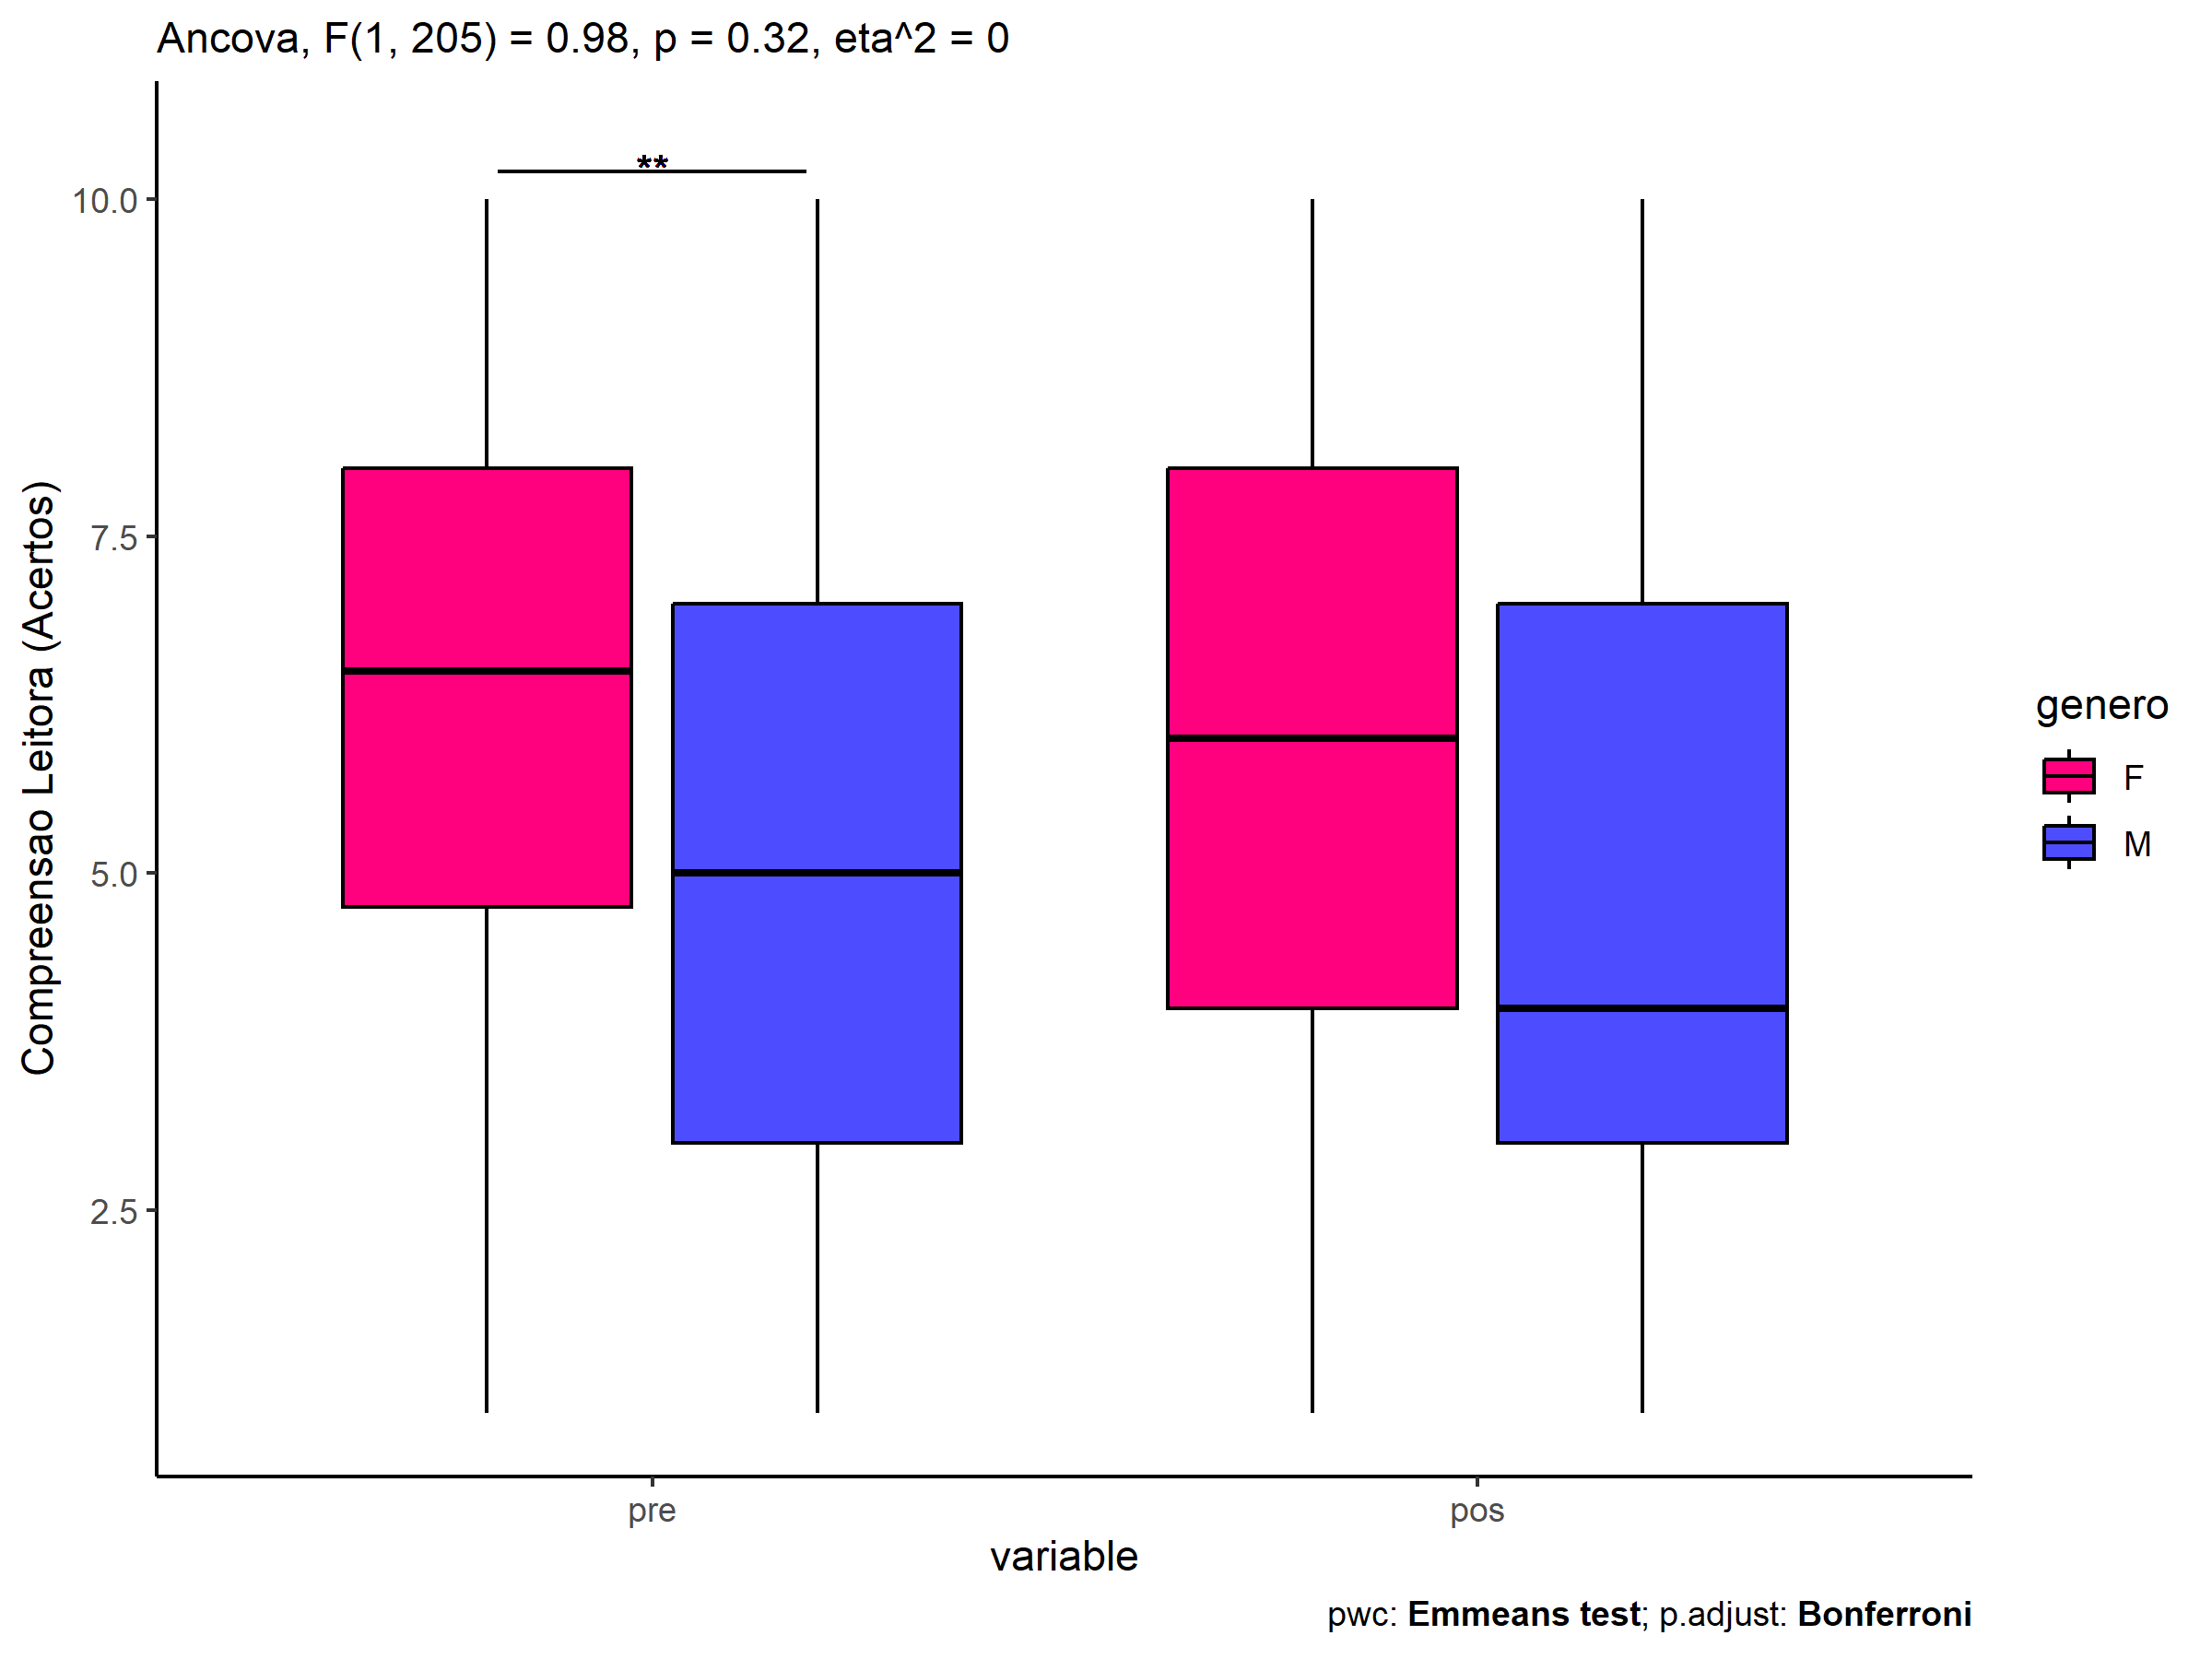 Ancova, F(1, 205) = 0.98, p = 0.32, eta^2 = 0
**
10.0
7.5
5.0
2.5
Compreensao Leitora (Acertos)
pre
pos
variable
genero
F
M
pwc: Emmeans test; p.adjust: Bonferroni